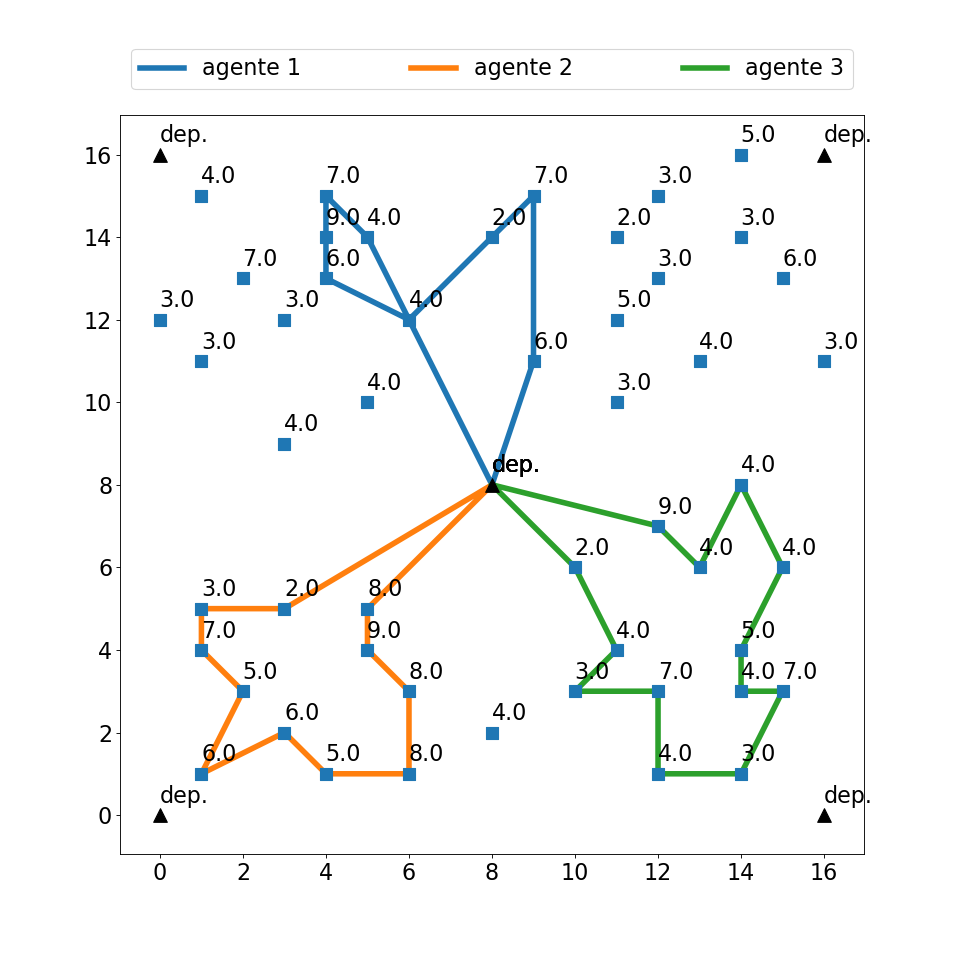 agente 1 agente 2 agente 3
dep. 5.0 dep.
16
4.0 7.0 7.0 3.0
9.0 4.0 2.0 2.0 3.0
14
7.0 6.0 3.0 6.0
3.0 3.0 4.0 5.0
12
3.0 6.0 4.0 3.0
4.0 3.0
10
4.0
dep. 4.0
8
9.0
2.0 4.0 4.0
6
3.0 2.0 8.0
7.0 9.0 4.0 5.0
4
5.0 8.0 3.0 7.0 4.0 7.0
6.0 4.0
2
6.0 5.0 8.0 4.0 3.0
dep. dep.
0
0 2 4 6 8 10 12 14 16